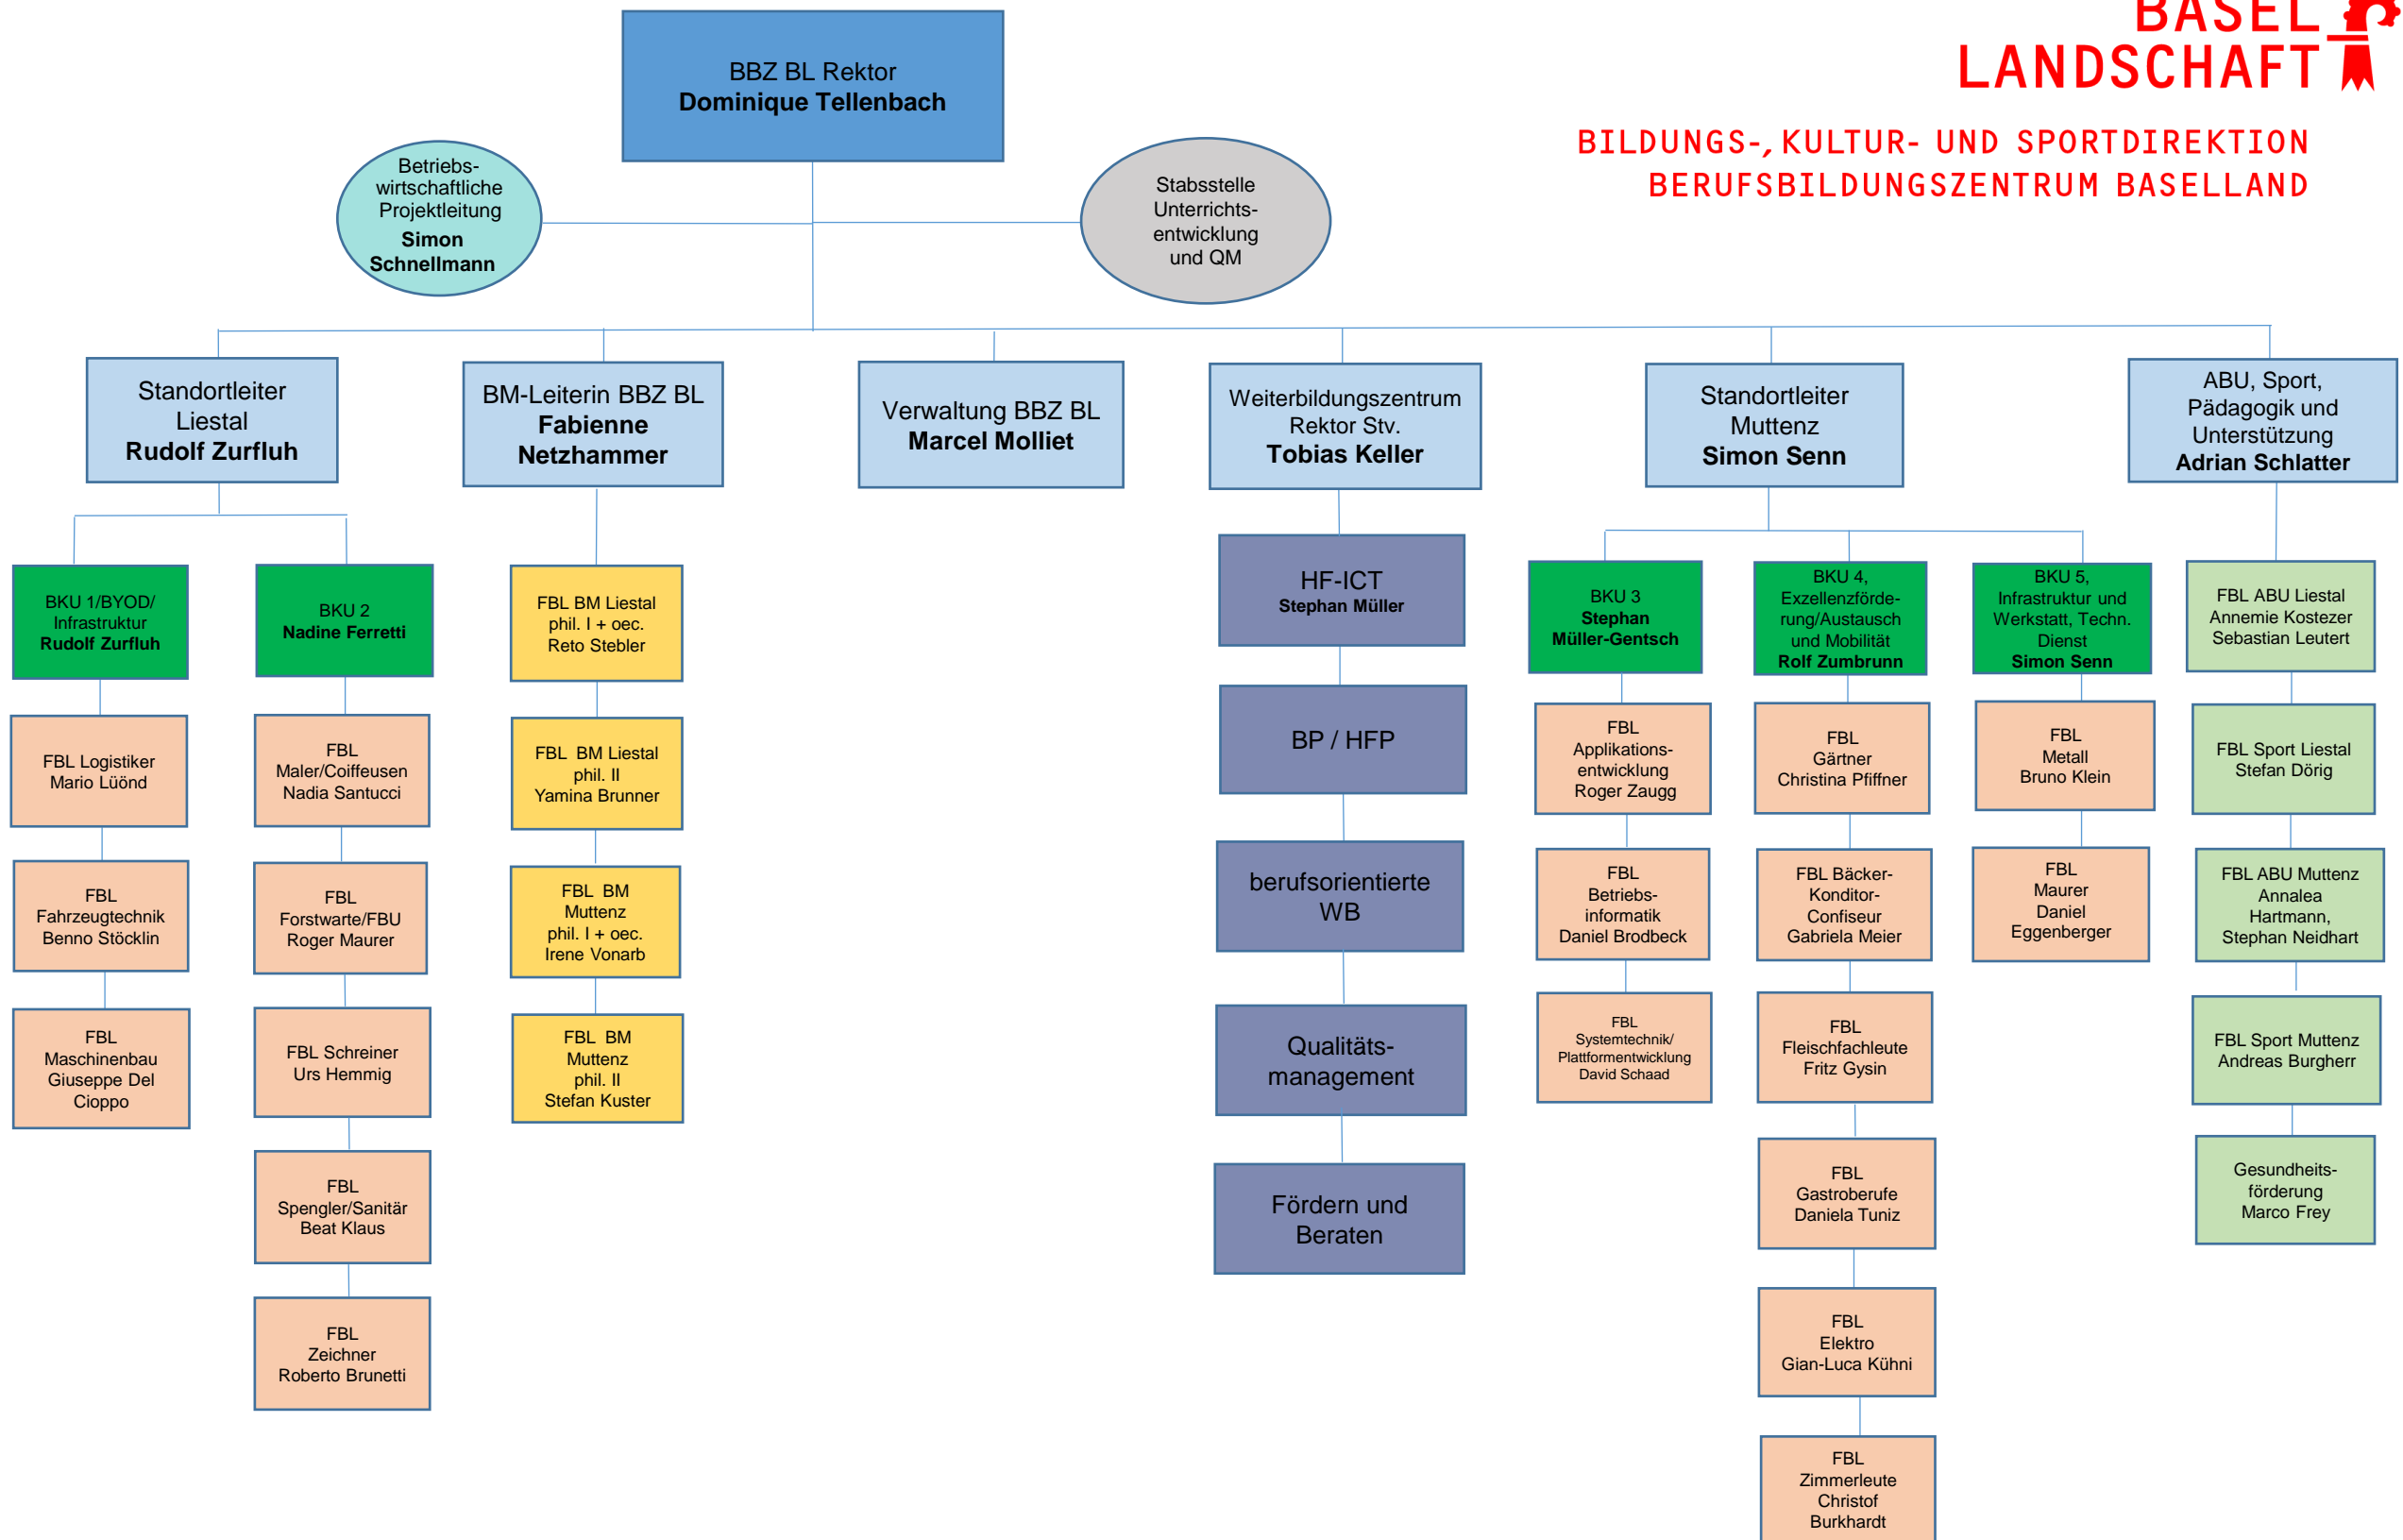 BASEL
LANDSCHAFT
BILDUNGS-, KULTUR- UND SPORTDIREKTION
BERUFSBILDUNGSZENTRUM BASELLAND
BBZ BL Rektor
Dominique Tellenbach
Betriebs-
wirtschaftliche
Projektleitung
Simon
Schnellmann
Stabsstelle
Unterrichts-
entwicklung
und QM
Standortleiter
Liestal
Rudolf Zurfluh
BM-Leiterin BBZ BL
Fabienne
Netzhammer
Verwaltung BBZ BL
Marcel Molliet
Weiterbildungszentrum
Rektor Stv.
Tobias Keller
Standortleiter
Muttenz
Simon Senn
ABU, Sport,
Pädagogik und
Unterstützung
Adrian Schlatter
BKU 1/BYOD/
Infrastruktur
Rudolf Zurfluh
FBL Logistiker
Mario Lüönd
FBL
Fahrzeugtechnik
Benno Stöcklin
FBL
Maschinenbau
Giuseppe Del
Cioppo
BKU 2
Nadine Ferretti
FBL
Maler/Coiffeusen
Nadia Santucci
FBL
Forstwarte/FBU
Roger Maurer
FBL Schreiner
Urs Hemmig
FBL
Spengler/Sanitär
Beat Klaus
FBL
Zeichner
Roberto Brunetti
FBL BM Liestal
phil. I + oec.
Reto Stebler
FBL BM Liestal
phil. II
Yamina Brunner
FBL BM
Muttenz
phil. I + oec.
Irene Vonarb
FBL BM
Muttenz
phil. II
Stefan Kuster
HF-ICT
Stephan Müller
BP / HFP
berufsorientierte
WB
Qualitäts-
management
Fördern und
Beraten
BKU 3
Stephan
Müller-Gentsch
FBL
Applikations-
entwicklung
Roger Zaugg
FBL
Betriebs-
informatik
Daniel Brodbeck
FBL
Systemtechnik/
Plattformentwicklung
David Schaad
BKU 4,
Exzellenzförde-
rung/Austausch
und Mobilität
Rolf Zumbrunn
FBL
Gärtner
Christina Pfiffner
FBL Bäcker-
Konditor-
Confiseur
Gabriela Meier
FBL
Fleischfachleute
Fritz Gysin
FBL
Gastroberufe
Daniela Tuniz
FBL
Elektro
Gian-Luca Kühni
FBL
Zimmerleute
Christof
Burkhardt
BKU 5,
Infrastruktur und
Werkstatt, Techn.
Dienst
Simon Senn
FBL
Metall
Bruno Klein
FBL
Maurer
Daniel
Eggenberger
FBL ABU Liestal
Annemie Kostezer
Sebastian Leutert
FBL Sport Liestal
Stefan Dörig
FBL ABU Muttenz
Annalea
Hartmann,
Stephan Neidhart
FBL Sport Muttenz
Andreas Burgherr
Gesundheits-
förderung
Marco Frey